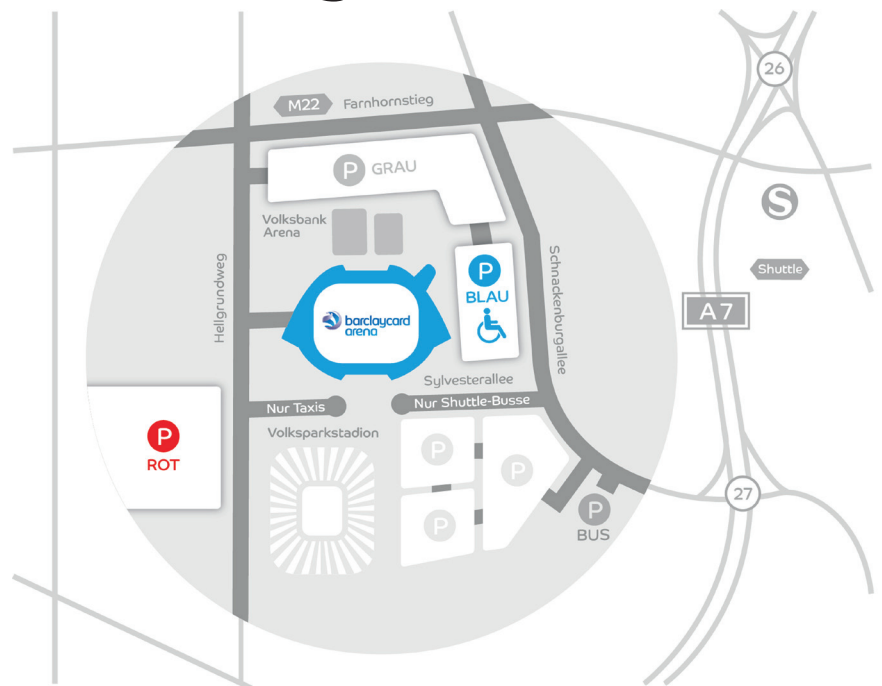 26
M22
Farnhornstieg
P GRAU
S
Volksbank
Arena
Shuttle
P
BLAU
Hellgrundweg
Schnackenburgallee
A 7
barclaycard
arena
Sylvesterallee
Nur Taxis
Nur Shuttle-Busse
Volksparkstadion
P
ROT
P
P
P
27
P
BUS